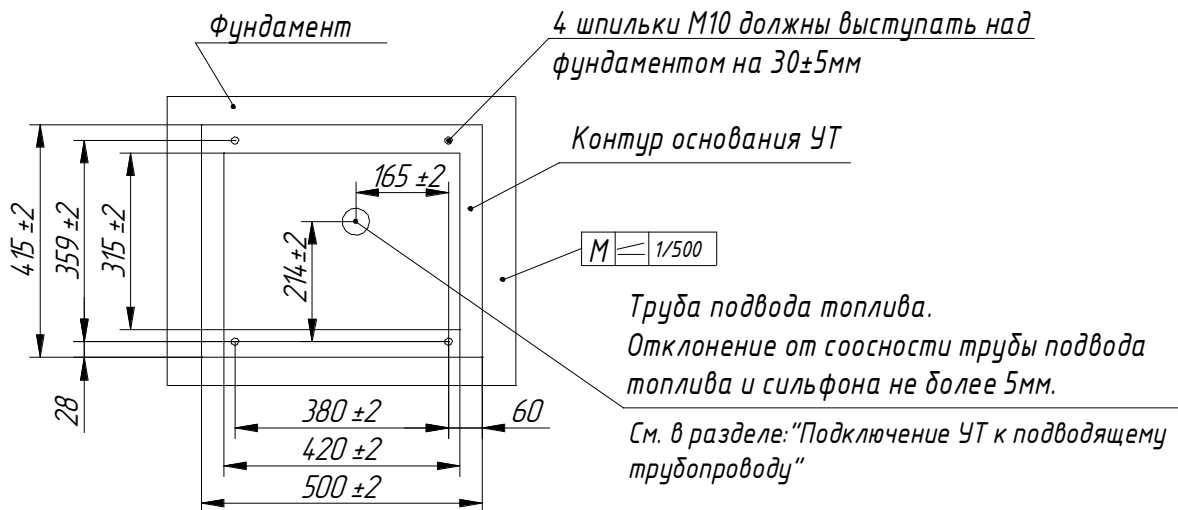 Фундамент
4 шпильки М10 должны выступать над
фундаментом на 30±5мм
Контур основания УТ
165 ±2
415 ±2
359 ±2
315 ±2
214±2
М 1/500
Труба подвода топлива.
Отклонение от соосности трубы подвода
топлива и сильфона не более 5мм.
См. в разделе:"Подключение УТ к подводящему
трубопроводу"
28
380 ±2
60
420 ±2
500 ±2